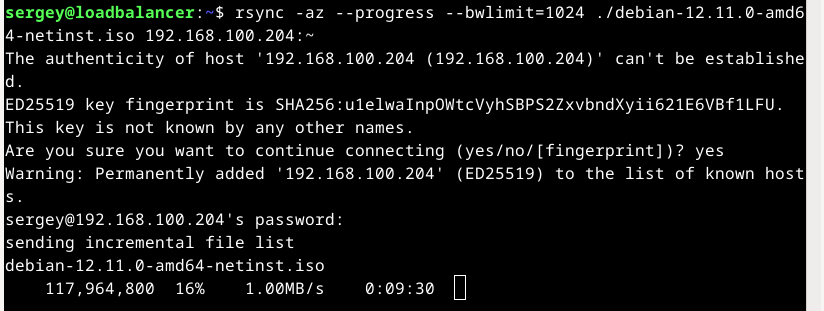 sergey@loadbalancer:~$ rsync -az --progress --bwlimit=1024 ./debian-12.11.0-amd6
4-netinst.iso 192.168.100.204:~
The authenticity of host '192.168.100.204 (192.168.100.204)' can't be establishe
d.
ED25519 key fingerprint is SHA256:u1elwaInpOWtcVyhSBPS2ZxvbndXyii621E6VBf1LFU.
This key is not known by any other names.
Are you sure you want to continue connecting (yes/no/[fingerprint])? yes
Warning: Permanently added '192.168.100.204' (ED25519) to the list of known host
s.
sergey@192.168.100.204's password:
sending incremental file list
debian-12.11.0-amd64-netinst.iso
    117,964,800  16%    1.00MB/s    0:09:30